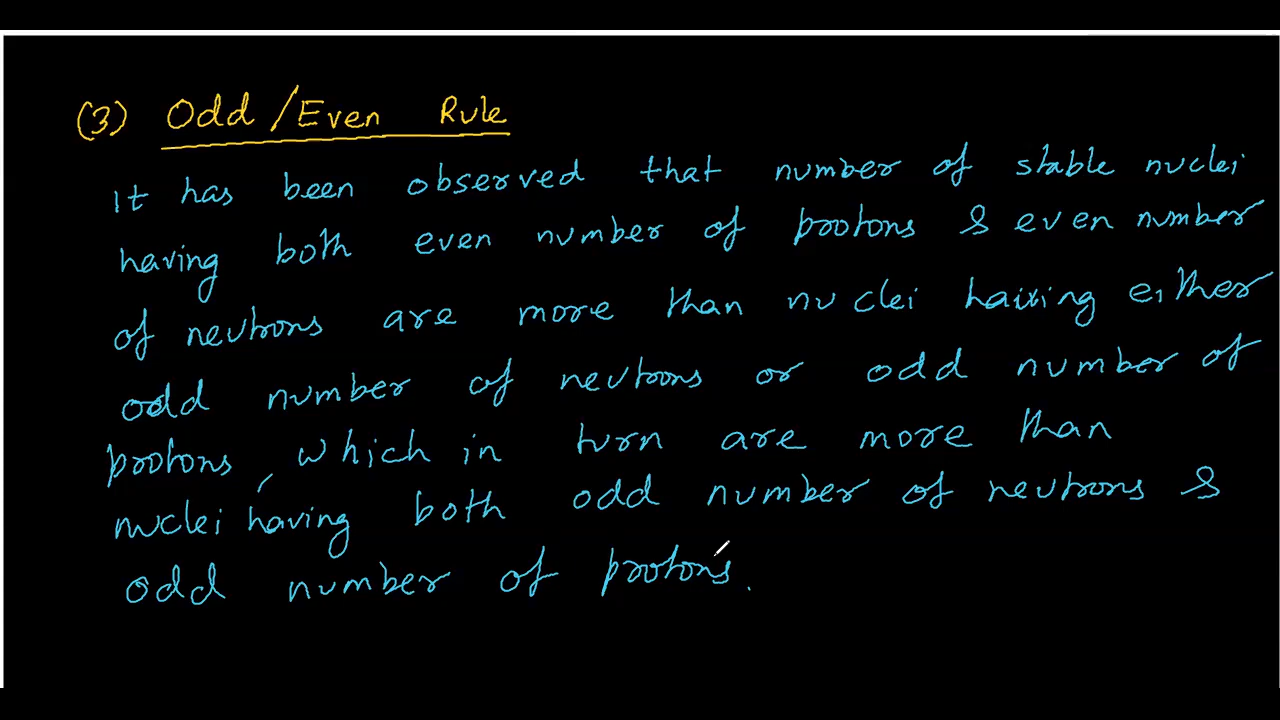 (3) Odd/Even Rule
It has been observed that number of stable nuclei
having both even number of protons & even number
of neutrons are more than nuclei having either
odd number of neutrons or odd number of
protons, which in turn are more than
nuclei having both odd number of neutrons &
odd number of protons.